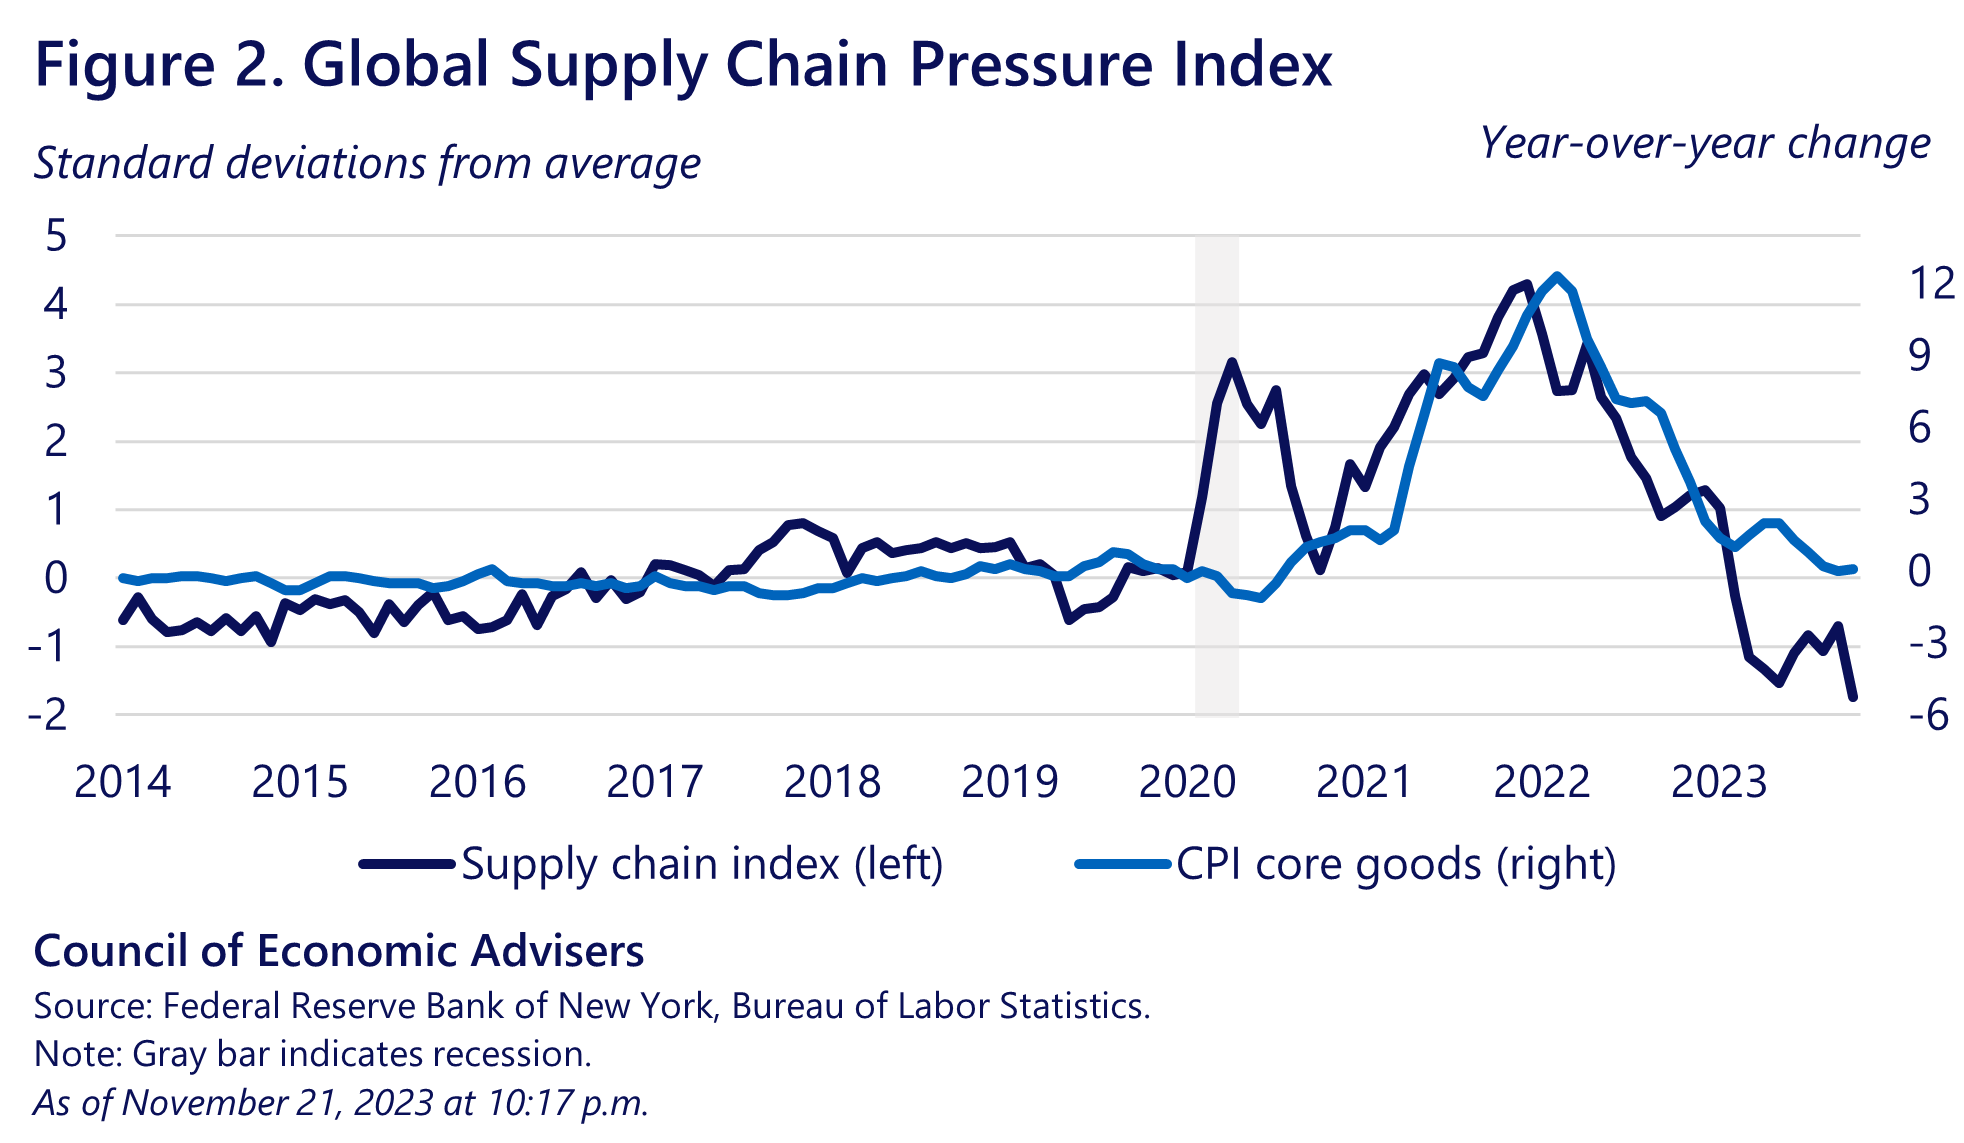 Figure 2. Global Supply Chain Pressure Index
Standard deviations from average
Year-over-year change
5
4
3
2
1
0
-1
-2
12
9
6
3
0
-3
-6
2014 2015 2016 2017 2018 2019 2020 2021 2022 2023
Supply chain index (left) CPI core goods (right)
Council of Economic Advisers
Source: Federal Reserve Bank of New York, Bureau of Labor Statistics.
Note: Gray bar indicates recession.
As of November 21, 2023 at 10:17 p.m.